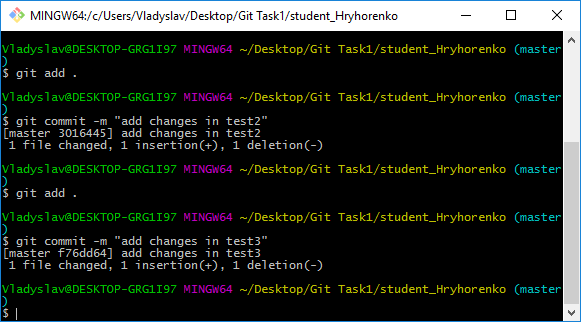 MINGW64:/c/Users/Vladyslav/Desktop/Git Task1/student_Hryhorenko
Vladyslav@DESKTOP-GRG1I97 MINGW64 ~/Desktop/Git Task1/student_Hryhorenko (master
)
$ git add .
Vladyslav@DESKTOP-GRG1I97 MINGW64 ~/Desktop/Git Task1/student_Hryhorenko (master
)
$ git commit -m "add changes in test2"
[master 3016445] add changes in test2
1 file changed, 1 insertion(+), 1 deletion(-)
Vladyslav@DESKTOP-GRG1I97 MINGW64 ~/Desktop/Git Task1/student_Hryhorenko (master
)
$ git add .
Vladyslav@DESKTOP-GRG1I97 MINGW64 ~/Desktop/Git Task1/student_Hryhorenko (master
)
$ git commit -m "add changes in test3"
[master f76dd64] add changes in test3
1 file changed, 1 insertion(+), 1 deletion(-)
Vladyslav@DESKTOP-GRG1I97 MINGW64 ~/Desktop/Git Task1/student_Hryhorenko (master
)
$